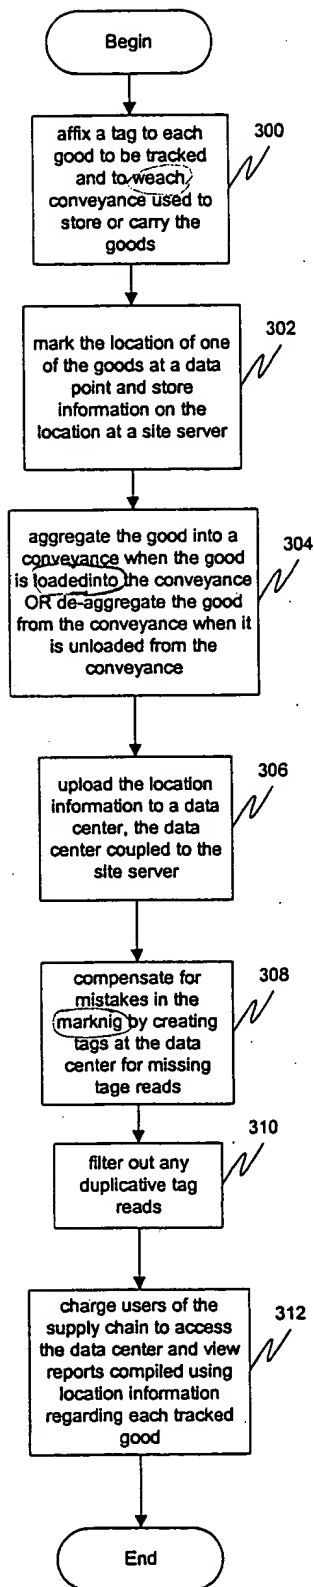 Begin
affix a tag to each
good to be tracked
and to weach
conveyance used to
store or carry the
goods
300
mark the location of one
of the goods at a data
point and store
information on the
location at a site server
302
aggregate the good into a
conveyance when the good
is loadedinto the conveyance
OR de-aggregate the good
from the conveyance when it
is unloaded from the
conveyance
304
upload the location
information to a data
center, the data
center coupled to the
site server
306
compensate for
mistakes in the
marknig by creating
tags at the data
center for missing
tage reads
308
filter out any
duplicative tag
reads
310
charge users of the
supply chain to access
the data center and view
reports compiled using
location information
regarding each tracked
good
312
End